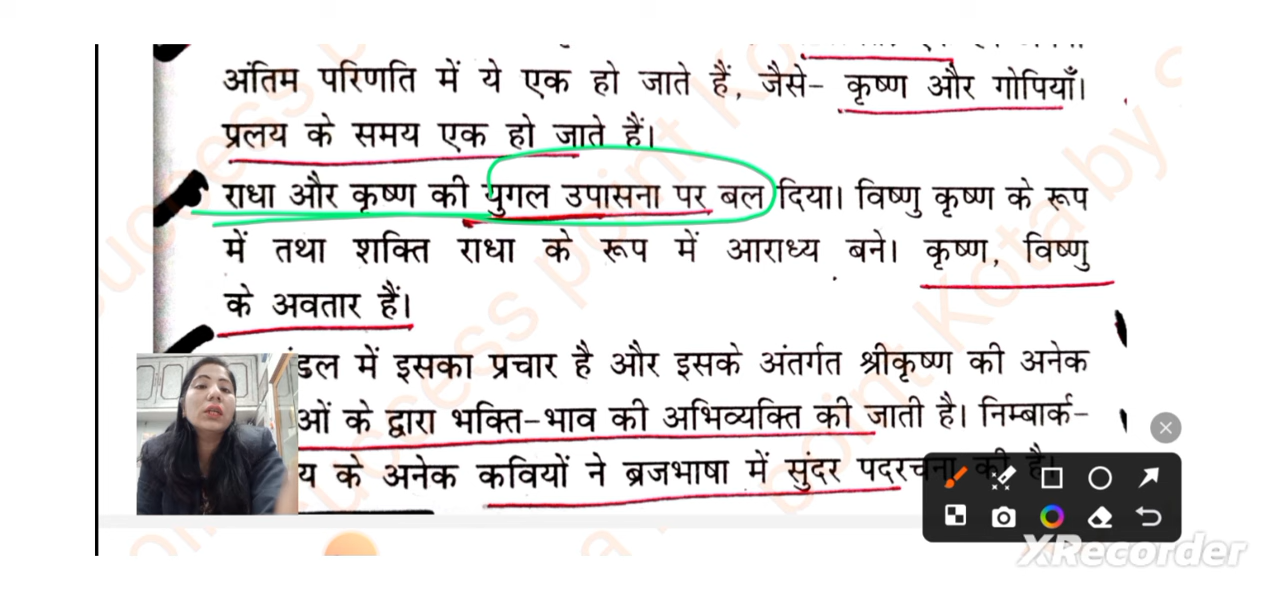 अंतिम परिणति में ये एक हो जाते हैं, जैसे- कृष्ण और गोपियाँ।
प्रलय के समय एक हो जाते हैं।
राधा और कृष्ण की युगल उपासना पर बल दिया। विष्णु कृष्ण के रूप
में तथा शक्ति राधा के रूप में आराध्य बने। कृष्ण, विष्णु
के अवतार हैं।
ंडल में इसका प्रचार है और इसके अंतर्गत श्रीकृष्ण की अनेक
ओं के द्वारा भक्ति-भाव की अभिव्यक्ति की जाती है। निम्बार्क-
य के अनेक कवियों ने ब्रजभाषा में सुंदर पदरचना की है।
XRecorder